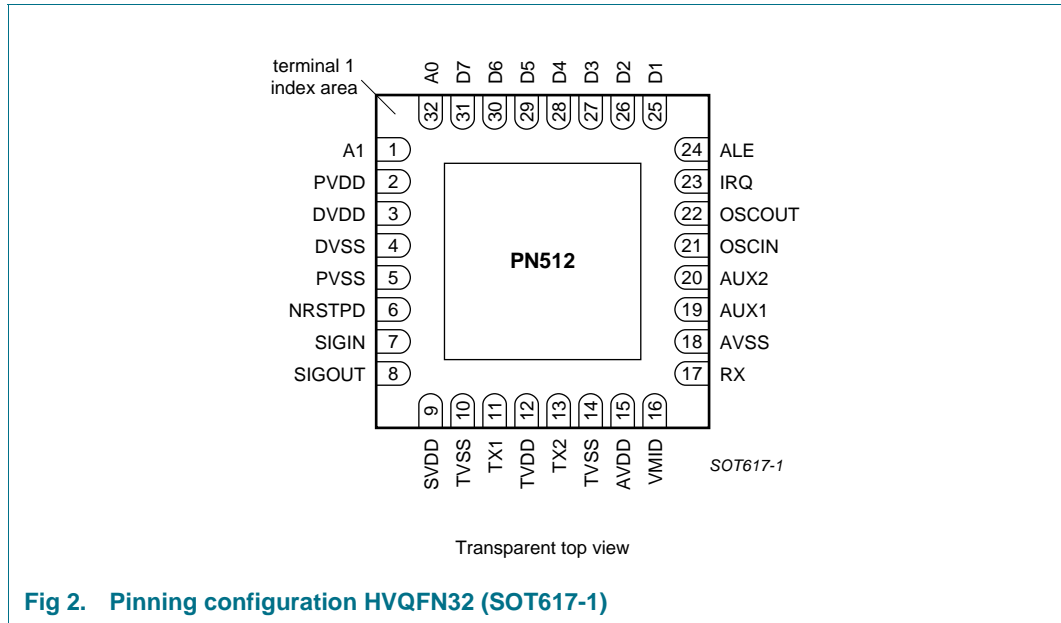 terminal 1
index area
A0 D7 D6 D5 D4 D3 D2 D1
32 31 30 29 28 27 26 25
A1 1
PVDD 2
DVDD 3
DVSS 4
PVSS 5
NRSTPD 6
SIGIN 7
SIGOUT 8
PN512
24 ALE
23 IRQ
22 OSCOUT
21 OSCIN
20 AUX2
19 AUX1
18 AVSS
17 RX
9 10 11 12 13 14 15 16
SVDD TVSS TX1 TVDD TX2 TVSS AVDD VMID
SOT617-1
Transparent top view
Fig 2. Pinning configuration HVQFN32 (SOT617-1)